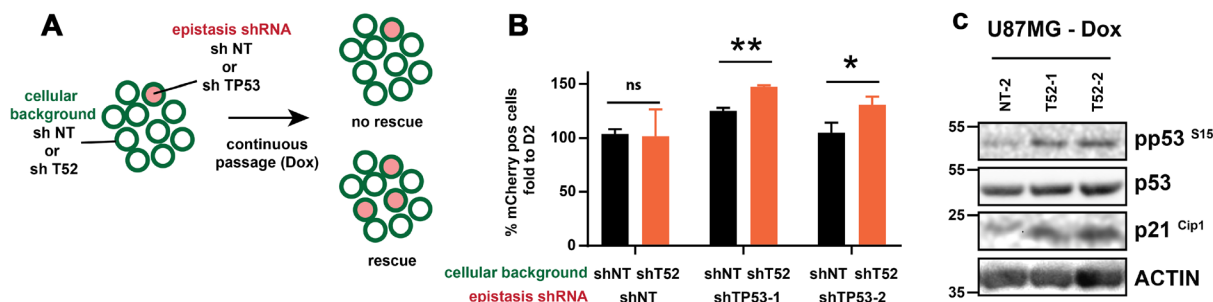 A
epistasis shRNA
sh NT
or
sh TP53
cellular
background
sh NT
or
sh T52
continuous
passage (Dox)
no rescue
rescue
B
% mCherry pos cells
fold to D2
150
100
50
0
ns
**
*
cellular background
shNT shT52
shNT shT52
shNT shT52
epistasis shRNA
shNT
shTP53-1
shTP53-2
C
U87MG - Dox
NT-2
T52-1
T52-2
55
pp53 S15
55
p53
25
p21 Cip1
35
ACTIN